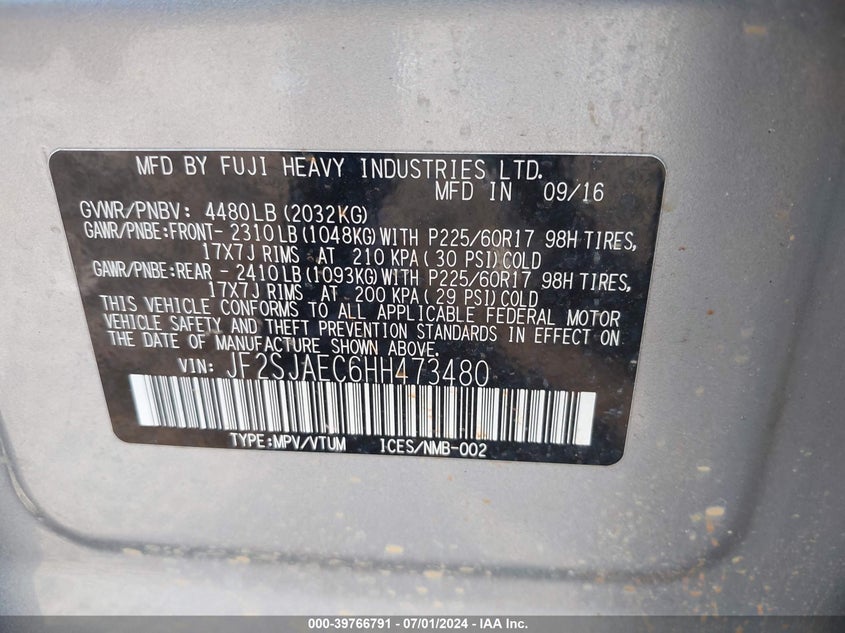 MFD BY FUJI HEAVY INDUSTRIES LTD.
MFD IN 09/16
GVWR/PNBV: 4480LB(2032KG)
GAWR/PNBE:FRONT- 2310LB(1048KG)WITH P225/60R17 98H TIRES,
17X7J RIMS AT 210 KPA( 30 PSI)COLD
GAWR/PNBE:REAR - 2410LB(1093KG)WITH P225/60R17 98H TIRES,
17X7J RIMS AT 200 KPA( 29 PSI)COLD
THIS VEHICLE CONFORMS TO ALL APPLICABLE FEDERAL MOTOR
VEHICLE SAFETY AND THEFT PREVENTION STANDARDS IN EFFECT ON
THE DATE OF MANUFACTURE SHOWN ABOVE.
VIN: JF2SJAEC6HH473480
TYPE:MPV/VTUM ICES/NMB-002
000-39766791 - 07/01/2024 - IAA Inc.